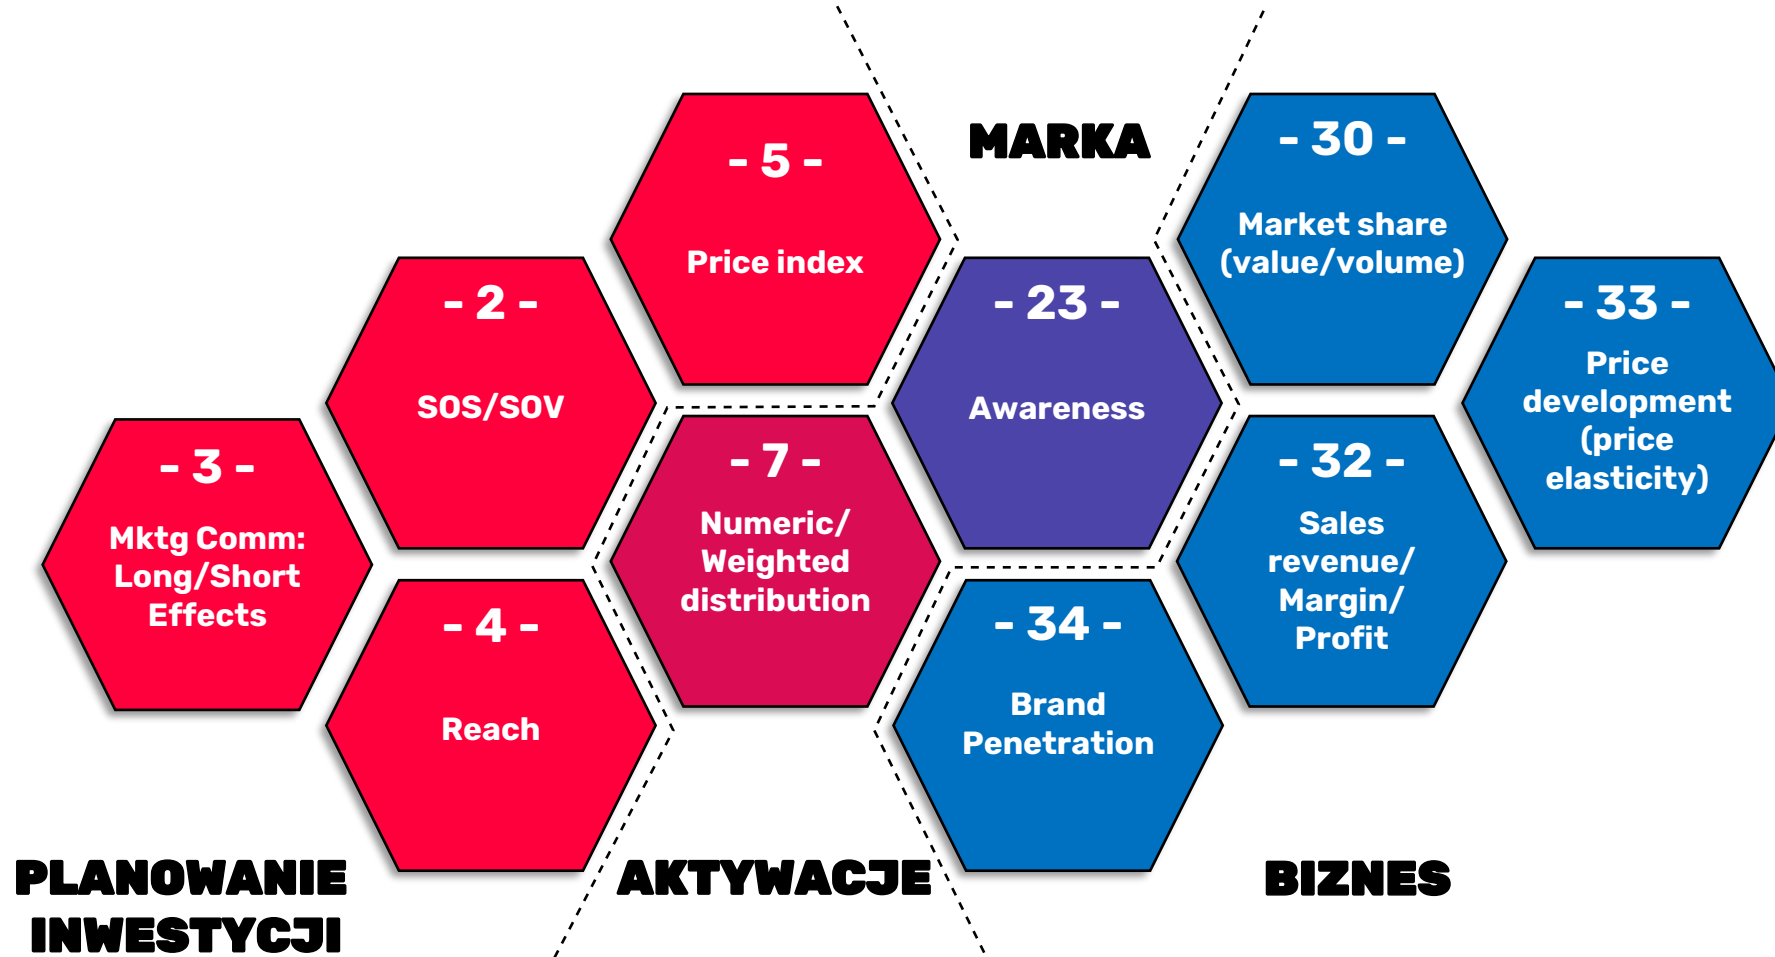 MARKA
- 5 -
Price index
- 30 -
Market share
(value/volume)
- 2 -
SOS/SOV
- 23 -
Awareness
- 33 -
Price
development
(price
elasticity)
- 3 -
Mktg Comm:
Long/Short
Effects
- 7 -
Numeric/
Weighted
distribution
- 32 -
Sales
revenue/
Margin/
Profit
- 4 -
Reach
- 34 -
Brand
Penetration
PLANOWANIE
INWESTYCJI
AKTYWACJE
BIZNES